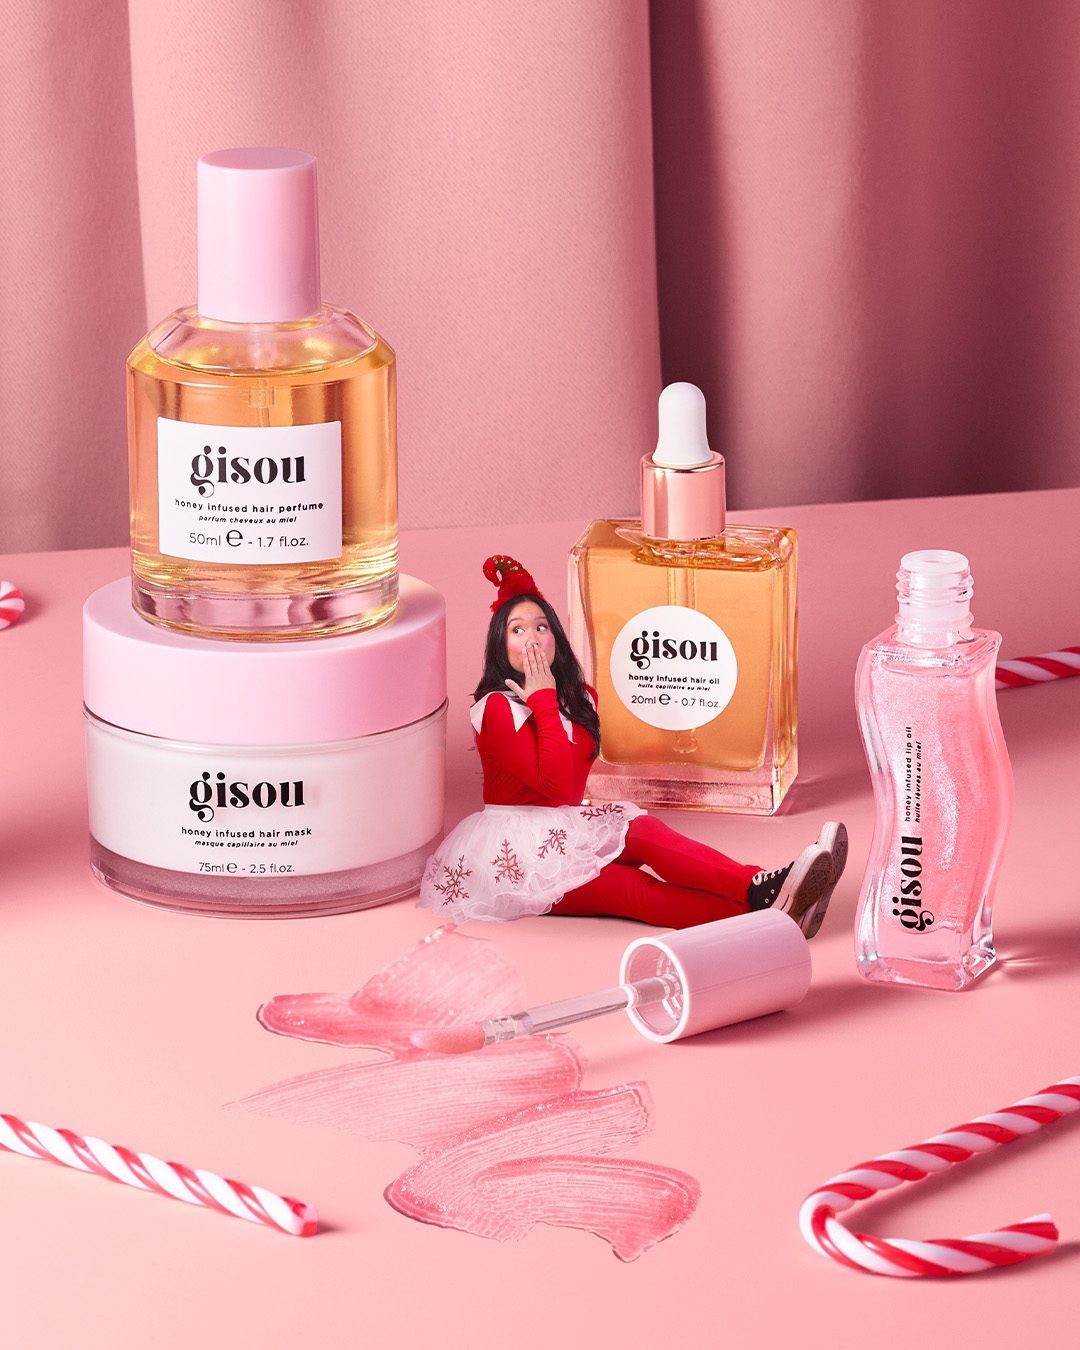 gisou
honey infused hair perfume
parfum cheveux au miel
50ml e - 1.7 fl.oz.
gisou
honey infused hair mask
masque capillaire au miel
75ml e - 2.5 fl.oz.
gisou
honey infused hair oil
huile capillaire au miel
20ml e - 0.7 fl.oz.
gisou
honey infused lip oil
huile lèvres au miel